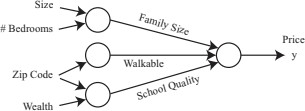 Size
# Bedrooms
Family Size
Price
y
Walkable
Zip Code
School Quality
Wealth